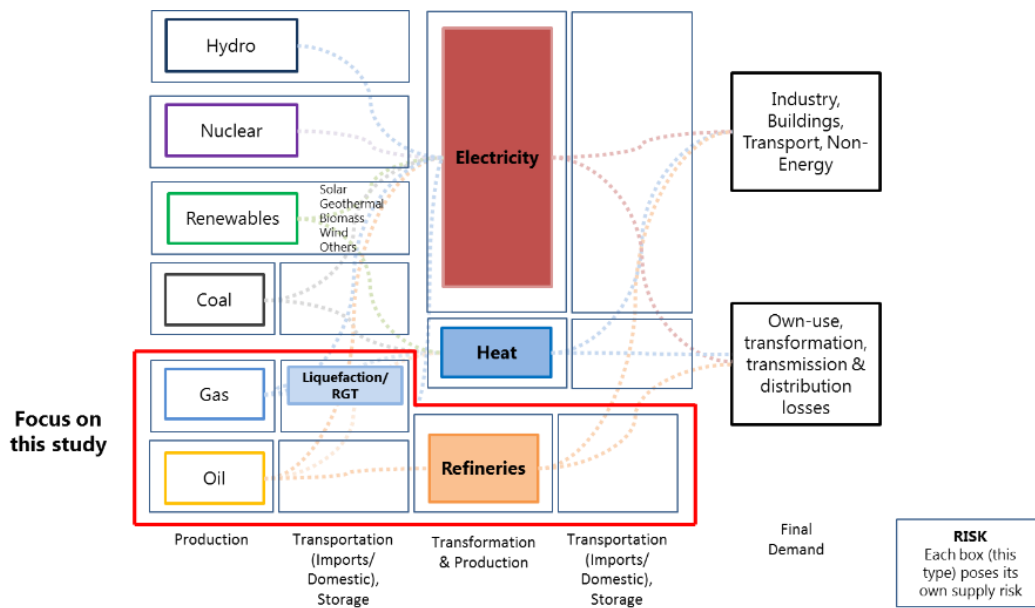 Hydro
Nuclear
Renewables
Solar
Geothermal
Biomass
Wind
Others
Coal
Gas
Liquefaction/
RGT
Oil
Electricity
Heat
Refineries
Industry,
Buildings,
Transport, Non-
Energy
Own-use,
transformation,
transmission &
distribution
losses
Focus on
this study
Production
Transportation
(Imports/
Domestic),
Storage
Transformation
& Production
Transportation
(Imports/
Domestic),
Storage
Final
Demand
RISK
Each box (this
type) poses its
own supply risk